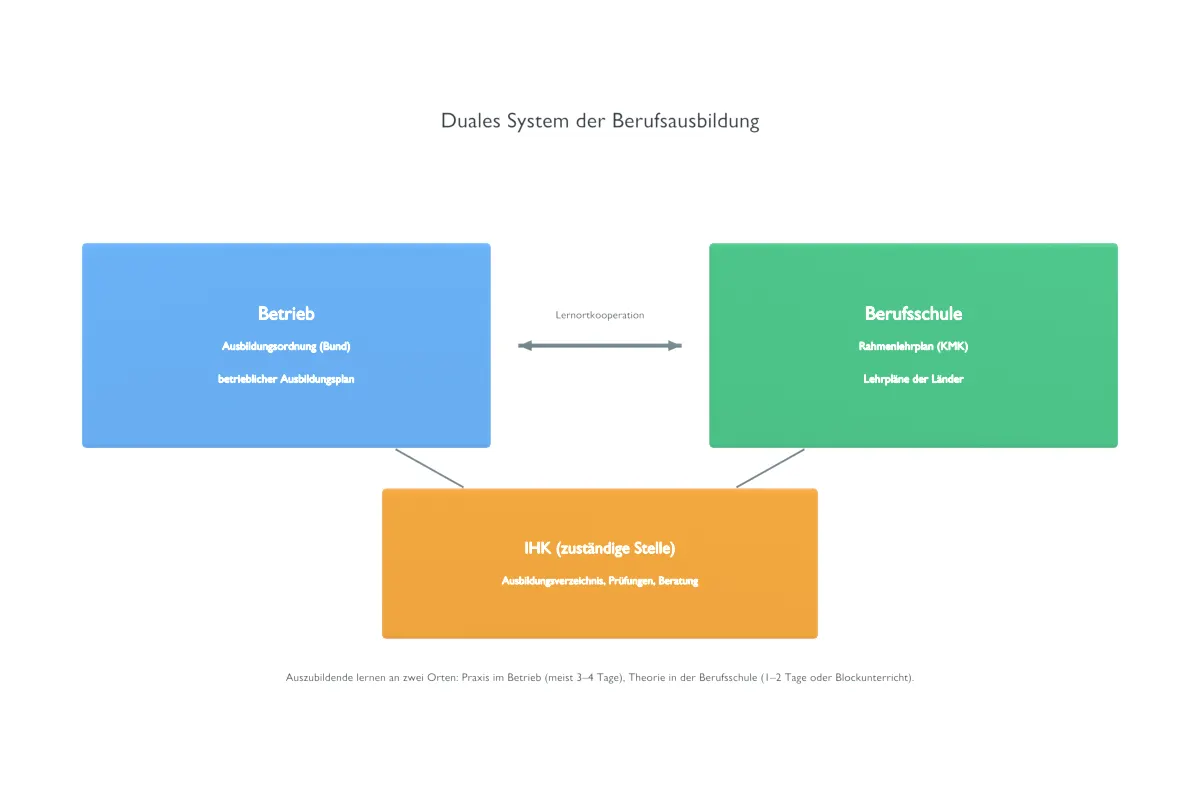 Duales System der Berufsausbildung
Betrieb
Ausbildungsordnung (Bund)
betrieblicher Ausbildungsplan
Lernortkooperation
Berufsschule
Rahmenlehrplan (KMK)
Lehrpläne der Länder
IHK (zuständige Stelle)
Ausbildungsverzeichnis, Prüfungen, Beratung
Auszubildende lernen an zwei Orten: Praxis im Betrieb (meist 3–4 Tage), Theorie in der Berufsschule (1–2 Tage oder Blockunterricht).